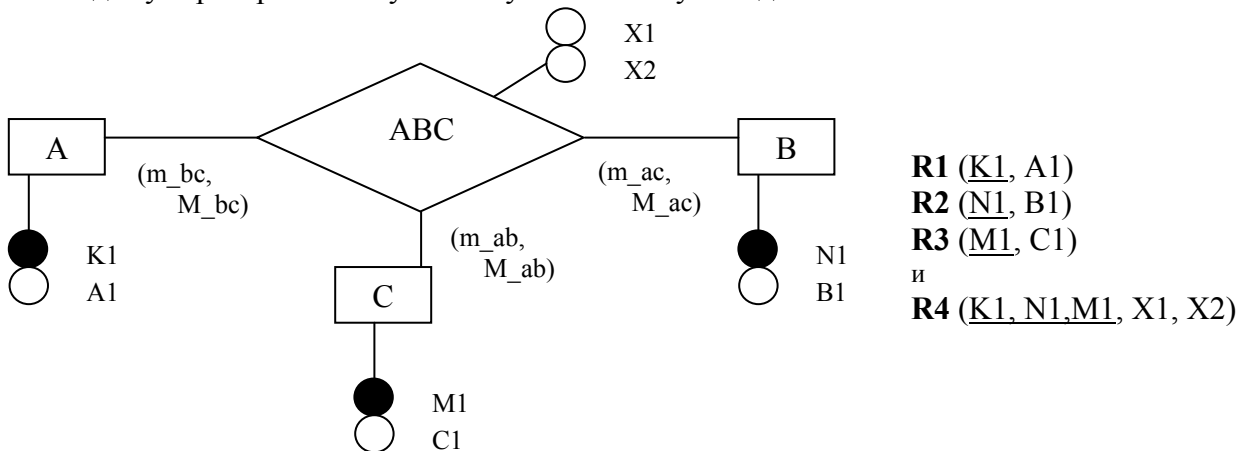 X1
X2
ABC
A
B
(m_bc,
M_bc)
(m_ac,
M_ac)
(m_ab,
M_ab)
K1
A1
C
N1
B1
M1
C1
R1 (K1, A1)
R2 (N1, B1)
R3 (M1, C1)
и
R4 (K1, N1,M1, X1, X2)